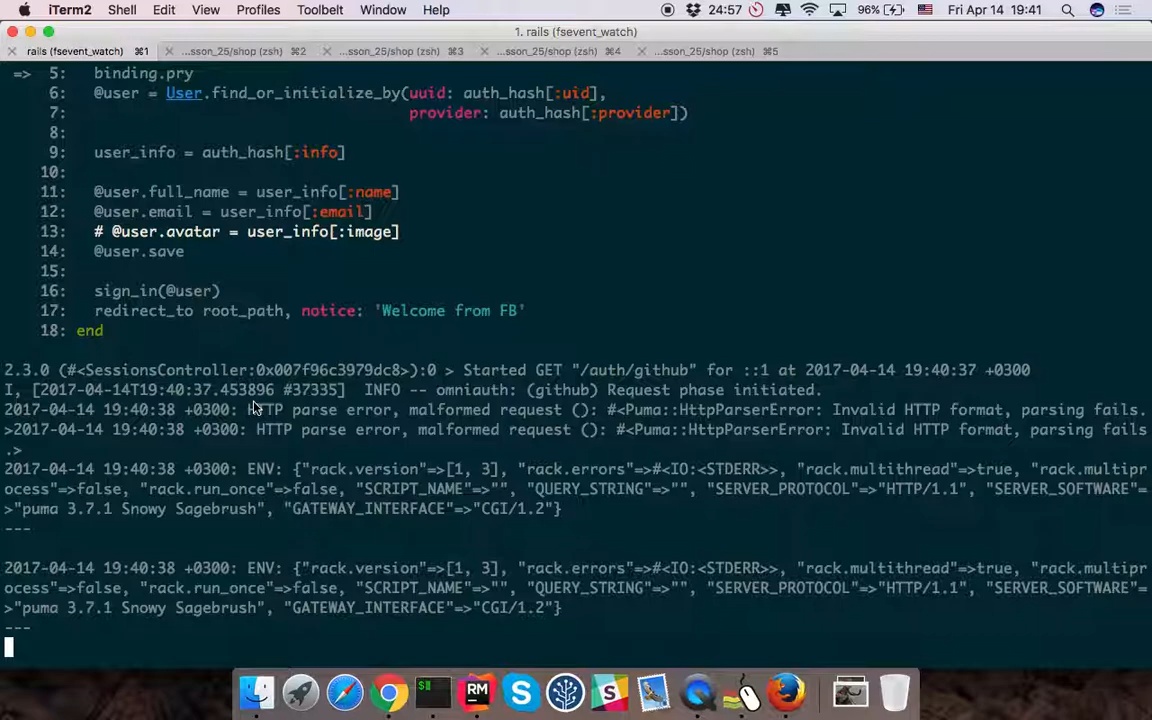 iTerm2 Shell Edit View Profiles Toolbelt Window Help 24:57 96% Fri Apr 14 19:41
1. rails (fsevent_watch)
rails (fsevent_watch) ⌘1 ...sson_25/shop (zsh) ⌘2 ...sson_25/shop (zsh) ⌘3 ...sson_25/shop (zsh) ⌘4 ...sson_25/shop (zsh) ⌘5
=> 5: binding.pry
6: @user = User.find_or_initialize_by(uuid: auth_hash[:uid],
7: provider: auth_hash[:provider])
8:
9: user_info = auth_hash[:info]
10:
11: @user.full_name = user_info[:name]
12: @user.email = user_info[:email]
13: # @user.avatar = user_info[:image]
14: @user.save
15:
16: sign_in(@user)
17: redirect_to root_path, notice: 'Welcome from FB'
18: end
2.3.0 (#<SessionsController:0x007f96c3979dc8>):0 > Started GET "/auth/github" for ::1 at 2017-04-14 19:40:37 +0300
I, [2017-04-14T19:40:37.453896 #37335] INFO -- omniauth: (github) Request phase initiated.
2017-04-14 19:40:38 +0300: HTTP parse error, malformed request (): #<Puma::HttpParserError: Invalid HTTP format, parsing fails.
>2017-04-14 19:40:38 +0300: HTTP parse error, malformed request (): #<Puma::HttpParserError: Invalid HTTP format, parsing fails
.>
2017-04-14 19:40:38 +0300: ENV: {"rack.version"=>[1, 3], "rack.errors"=>#<IO:<STDERR>>, "rack.multithread"=>true, "rack.multipr
ocess"=>false, "rack.run_once"=>false, "SCRIPT_NAME"=>"", "QUERY_STRING"=>"", "SERVER_PROTOCOL"=>"HTTP/1.1", "SERVER_SOFTWARE"=
>"puma 3.7.1 Snowy Sagebrush", "GATEWAY_INTERFACE"=>"CGI/1.2"}
---
2017-04-14 19:40:38 +0300: ENV: {"rack.version"=>[1, 3], "rack.errors"=>#<IO:<STDERR>>, "rack.multithread"=>true, "rack.multipr
ocess"=>false, "rack.run_once"=>false, "SCRIPT_NAME"=>"", "QUERY_STRING"=>"", "SERVER_PROTOCOL"=>"HTTP/1.1", "SERVER_SOFTWARE"=
>"puma 3.7.1 Snowy Sagebrush", "GATEWAY_INTERFACE"=>"CGI/1.2"}
---
$ RM S